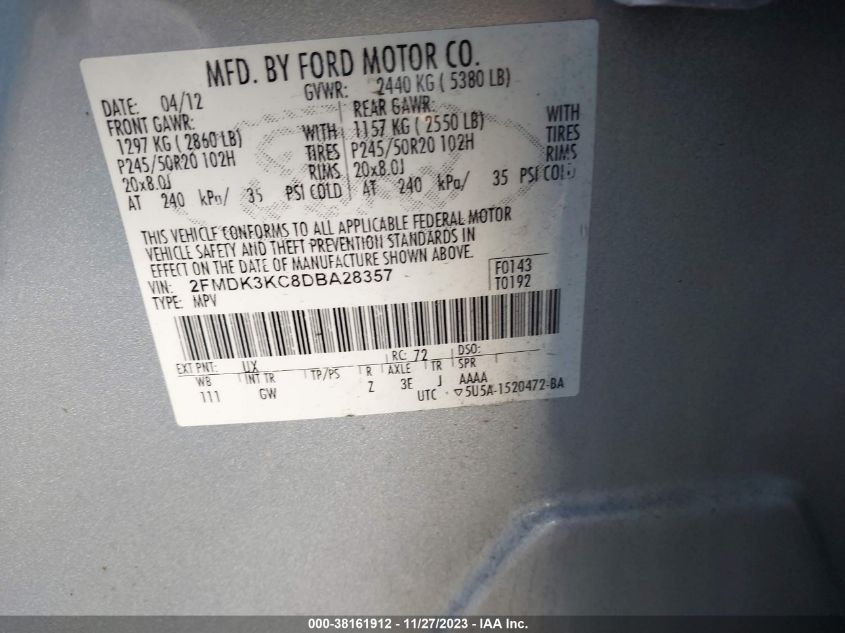 MFD. BY FORD MOTOR CO.
DATE: 04/12 GVWR: 2440 KG ( 5380 LB)
FRONT GAWR: REAR GAWR:
1297 KG ( 2860 LB) WITH 1157 KG ( 2550 LB) WITH
P245/50R20 102H TIRES P245/50R20 102H TIRES
20x8.0J RIMS 20x8.0J RIMS
AT 240 kPa/ 35 PSI COLD AT 240 kPa/ 35 PSI COLD
THIS VEHICLE CONFORMS TO ALL APPLICABLE FEDERAL MOTOR
VEHICLE SAFETY AND THEFT PREVENTION STANDARDS IN
EFFECT ON THE DATE OF MANUFACTURE SHOWN ABOVE.
VIN: 2FMDK3KC8DBA28357 F0143
TYPE: MPV T0192
EXT PNT: UX RC: 72 DSO:
WB INT TR TP/PS R AXLE TR SPR
111 GW Z 3E J AAAA
UTC ▽5U5A-1520472-BA
000-38161912 - 11/27/2023 - IAA Inc.